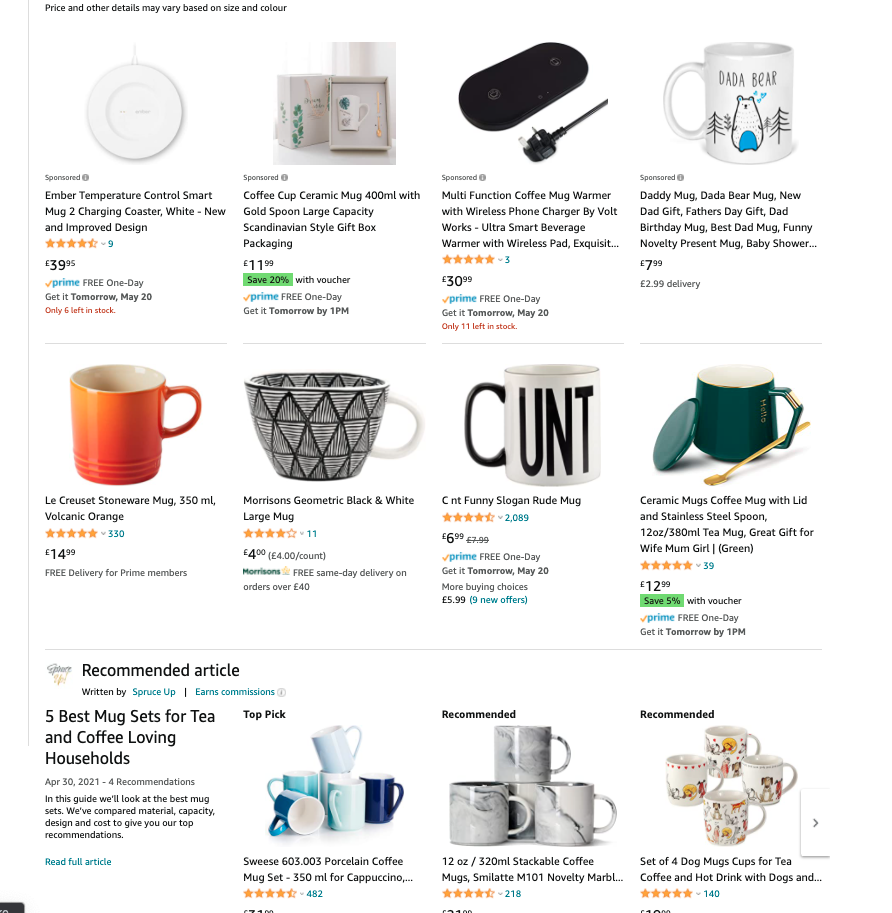 Price and other details may vary based on size and colour
DADA BEAR
Sponsored
Ember Temperature Control Smart
Mug 2 Charging Coaster, White - New
and Improved Design
9
£39.95
prime FREE One-Day
Get it Tomorrow, May 20
Only 6 left in stock.
Sponsored
Coffee Cup Ceramic Mug 400ml with
Gold Spoon Large Capacity
Scandinavian Style Gift Box
Packaging
£11.99
Save 20% with voucher
prime FREE One-Day
Get it Tomorrow by 1PM
Sponsored
Multi Function Coffee Mug Warmer
with Wireless Phone Charger By Volt
Works - Ultra Smart Beverage
Warmer with Wireless Pad, Exquisit...
3
£30.99
prime FREE One-Day
Get it Tomorrow, May 20
Only 11 left in stock.
Sponsored
Daddy Mug, Dada Bear Mug, New
Dad Gift, Fathers Day Gift, Dad
Birthday Mug, Best Dad Mug, Funny
Novelty Present Mug, Baby Shower...
£7.99
£2.99 delivery
UNT
Hello
Le Creuset Stoneware Mug, 350 ml,
Volcanic Orange
330
£14.99
FREE Delivery for Prime members
Morrisons Geometric Black & White
Large Mug
11
£4.00 (£4.00/count)
Morrisons FREE same-day delivery on
orders over £40
C nt Funny Slogan Rude Mug
2,089
£6.99 £7.99
prime FREE One-Day
Get it Tomorrow, May 20
More buying choices
£5.99 (9 new offers)
Ceramic Mugs Coffee Mug with Lid
and Stainless Steel Spoon,
12oz/380ml Tea Mug, Great Gift for
Wife Mum Girl | (Green)
39
£12.99
Save 5% with voucher
prime FREE One-Day
Get it Tomorrow by 1PM
Spruce Up!
Recommended article
Written by Spruce Up | Earns commissions
5 Best Mug Sets for Tea
and Coffee Loving
Households
Apr 30, 2021 - 4 Recommendations
In this guide we'll look at the best mug
sets. We've compared material, capacity,
design and cost to give you our top
recommendations.
Read full article
Top Pick
Sweese 603.003 Porcelain Coffee
Mug Set - 350 ml for Cappuccino,...
482
Recommended
12 oz / 320ml Stackable Coffee
Mugs, Smilatte M101 Novelty Marbl...
218
Recommended
Set of 4 Dog Mugs Cups for Tea
Coffee and Hot Drink with Dogs and...
140